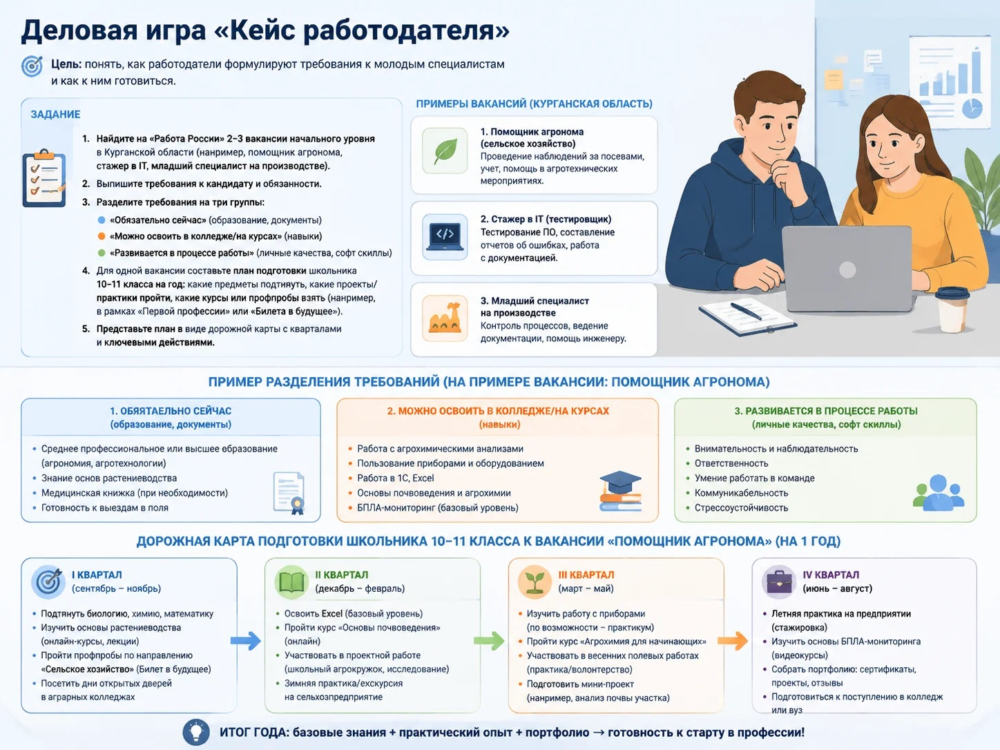 Деловая игра «Кейс работодателя»
Цель: понять, как работодатели формулируют требования к молодым специалистам
и как к ним готовиться.
ЗАДАНИЕ
1. Найдите на «Работа России» 2–3 вакансии начального уровня
в Курганской области (например, помощник агронома,
стажер в IT, младший специалист на производстве).
2. Выпишите требования к кандидату и обязанности.
3. Разделите требования на три группы:
«Обязательно сейчас» (образование, документы)
«Можно освоить в колледже/на курсах» (навыки)
«Развивается в процессе работы» (личные качества, софт скиллы)
4. Для одной вакансии составьте план подготовки школьника
10–11 класса на год: какие предметы подтянуть, какие проекты/
практики пройти, какие курсы или профпробы взять (например,
в рамках «Первой профессии» или «Билета в будущее»).
5. Представьте план в виде дорожной карты с кварталами
и ключевыми действиями.
ПРИМЕРЫ ВАКАНСИЙ (КУРГАНСКАЯ ОБЛАСТЬ)
1. Помощник агронома
(сельское хозяйство)
Проведение наблюдений за посевами,
учет, помощь в агротехнических
мероприятиях.
</>
2. Стажер в IT (тестировщик)
Тестирование ПО, составление
отчетов об ошибках, работа
с документацией.
3. Младший специалист
на производстве
Контроль процессов, ведение
документации, помощь инженеру.
ПРИМЕР РАЗДЕЛЕНИЯ ТРЕБОВАНИЙ (НА ПРИМЕРЕ ВАКАНСИИ: ПОМОЩНИК АГРОНОМА)
1. ОБЯЯТАЕЛЬНО СЕЙЧАС
(образование, документы)
• Среднее профессиональное или высшее образование
(агрономия, агротехнологии)
• Знание основ растениеводства
• Медицинская книжка (при необходимости)
• Готовность к выездам в поля
2. МОЖНО ОСВОИТЬ В КОЛЛЕДЖЕ/НА КУРСАХ
(навыки)
• Работа с агрохимическими анализами
• Пользование приборами и оборудованием
• Работа в 1С, Excel
• Основы почвоведения и агрохимии
• БПЛА-мониторинг (базовый уровень)
3. РАЗВИВАЕТСЯ В ПРОЦЕССЕ РАБОТЫ
(личные качества, софт скиллы)
• Внимательность и наблюдательность
• Ответственность
• Умение работать в команде
• Коммуникабельность
• Стрессоустойчивость
ДОРОЖНАЯ КАРТА ПОДГОТОВКИ ШКОЛЬНИКА 10–11 КЛАССА К ВАКАНСИИ «ПОМОЩНИК АГРОНОМА» (НА 1 ГОД)
I КВАРТАЛ
(сентябрь – ноябрь)
• Подтянуть биологию, химию, математику
• Изучить основы растениеводства
(онлайн-курсы, лекции)
• Пройти профпробы по направлению
«Сельское хозяйство» (Билет в будущее)
• Посетить дни открытых дверей
в аграрных колледжах
II КВАРТАЛ
(декабрь – февраль)
• Освоить Excel (базовый уровень)
• Пройти курс «Основы почвоведения»
(онлайн)
• Участвовать в проектной работе
(школьный агрокружок, исследование)
• Зимняя практика/ехскурсия
на сельхозпредприятие
III КВАРТАЛ
(март – май)
• Изучить работу с приборами
(по возможности – практикум)
• Пройти курс «Агрохимия для начинающих»
• Участвовать в весенних полевых работах
(практика/волонтерство)
• Подготовить мини-проект
(например, анализ почвы участка)
IV КВАРТАЛ
(июнь – август)
• Летняя практика на предприятии
(стажировка)
• Изучить основы БПЛА-мониторинга
(видеокурсы)
• Собрать портфолио: сертификаты,
проекты, отзывы
• Подготовиться к поступлению в колледж
или вуз
ИТОГ ГОДА: базовые знания + практический опыт + портфолио → готовность к старту в профессии!